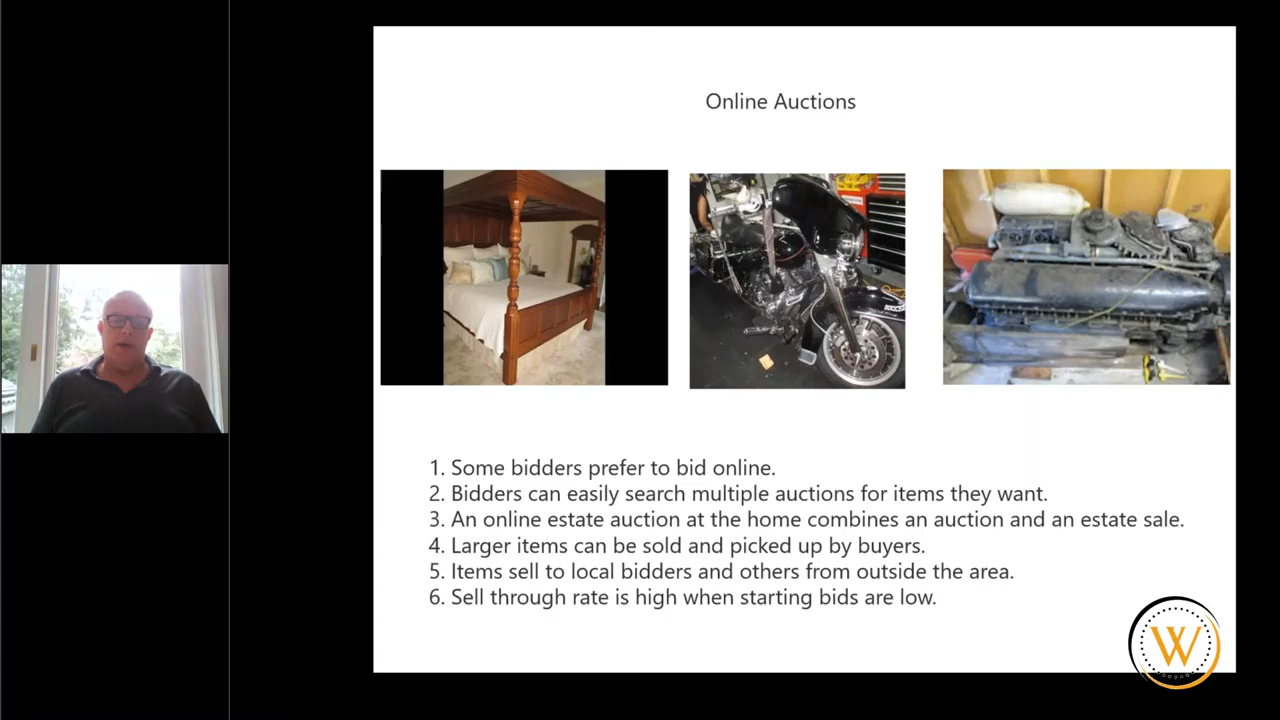 Online Auctions
1. Some bidders prefer to bid online.
2. Bidders can easily search multiple auctions for items they want.
3. An online estate auction at the home combines an auction and an estate sale.
4. Larger items can be sold and picked up by buyers.
5. Items sell to local bidders and others from outside the area.
6. Sell through rate is high when starting bids are low.
W